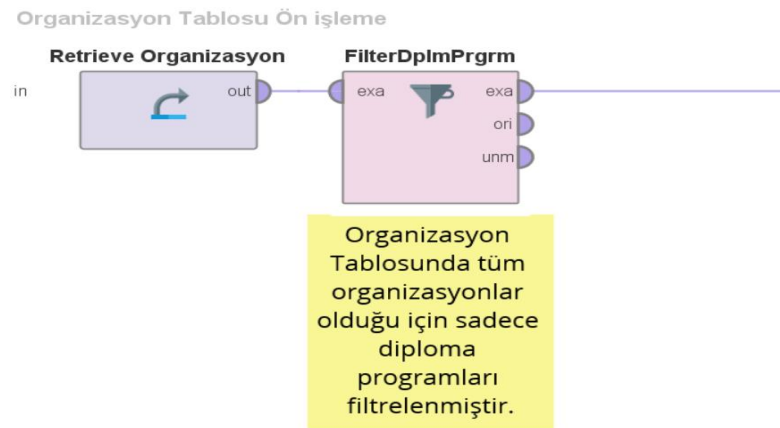 Organizasyon Tablosu Ön işleme
Retrieve Organizasyon
FilterDplmPrgrm
in
out
exa
exa
ori
unm
Organizasyon
Tablosunda tüm
organizasyonlar
olduğu için sadece
diploma
programları
filtrelenmiştir.